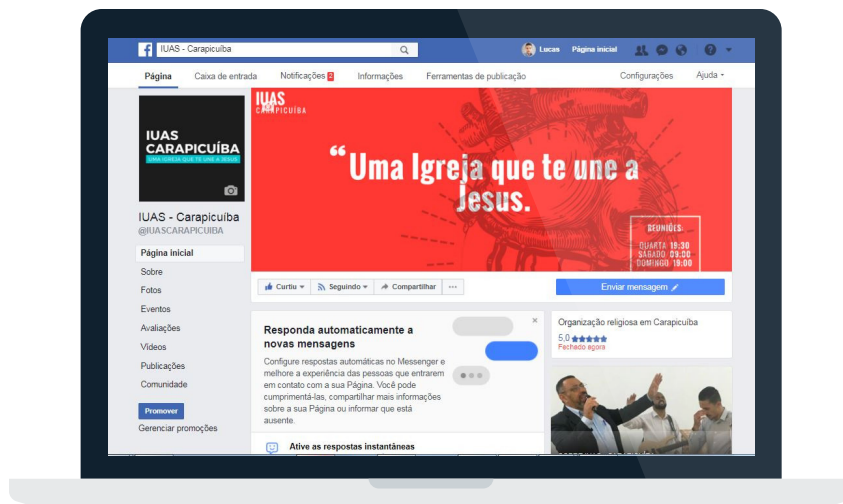 IUAS - Carapicuíba
Lucas
Página inicial
Página
Caixa de entrada
Notificações 2
Informações
Ferramentas de publicação
Configurações
Ajuda
IUAS
CARAPICUÍBA
UMA IGREJA QUE TE UNE A JESUS
IUAS
CARAPICUÍBA
“Uma Igreja que te une a
Jesus.
REUNIÕES:
QUARTA 19:30
SÁBADO 09:00
DOMINGO 19:00
IUAS - Carapicuíba
@IUASCARAPICUIBA
Página inicial
Sobre
Fotos
Eventos
Avaliações
Vídeos
Publicações
Comunidade
Promover
Gerenciar promoções
Curtiu
Seguindo
Compartilhar
Enviar mensagem
Responda automaticamente a
novas mensagens
Configure respostas automáticas no Messenger e
melhore a experiência das pessoas que entrarem
em contato com a sua Página. Você pode
cumprimentá-las, compartilhar mais informações
sobre a sua Página ou informar que está
ausente.
Ative as respostas instantâneas
Organização religiosa em Carapicuíba
5,0
Fechado agora